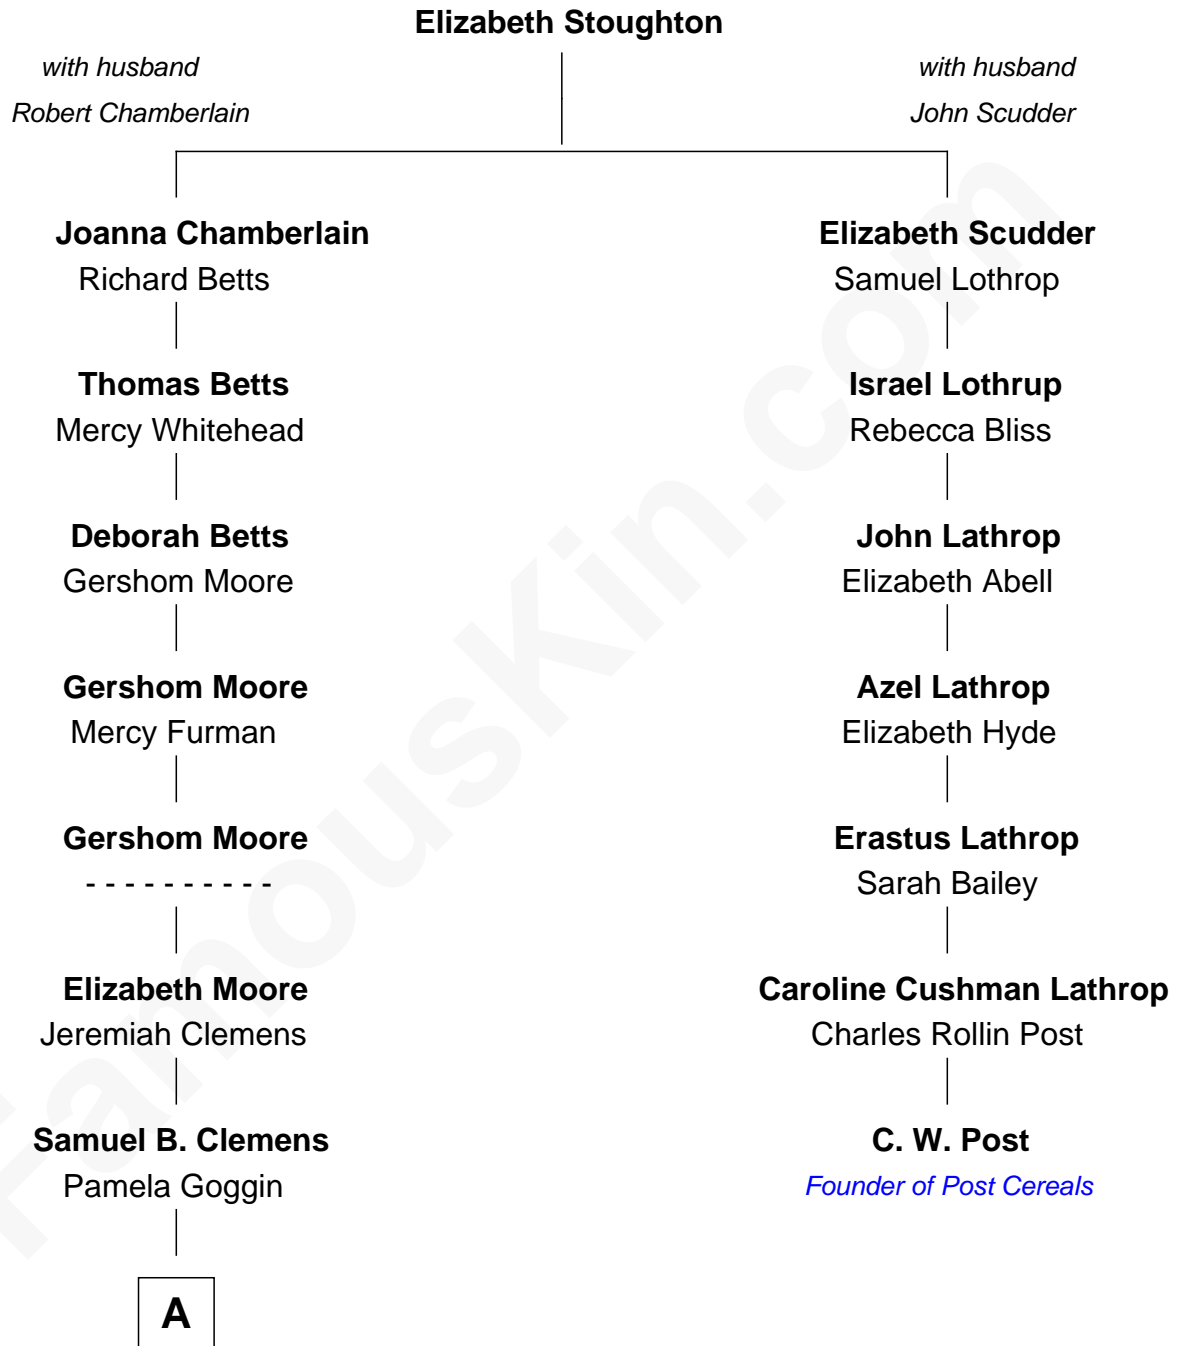 Elizabeth Stoughton
with husband
Robert Chamberlain
with husband
John Scudder
Joanna Chamberlain
Richard Betts
Elizabeth Scudder
Samuel Lothrop
Thomas Betts
Mercy Whitehead
Israel Lothrup
Rebecca Bliss
Deborah Betts
Gershom Moore
John Lathrop
Elizabeth Abell
Gershom Moore
Mercy Furman
Azel Lathrop
Elizabeth Hyde
Gershom Moore
- - - - - - - - - -
Erastus Lathrop
Sarah Bailey
Elizabeth Moore
Jeremiah Clemens
Caroline Cushman Lathrop
Charles Rollin Post
Samuel B. Clemens
Pamela Goggin
C. W. Post
Founder of Post Cereals
A
FamousKin.com